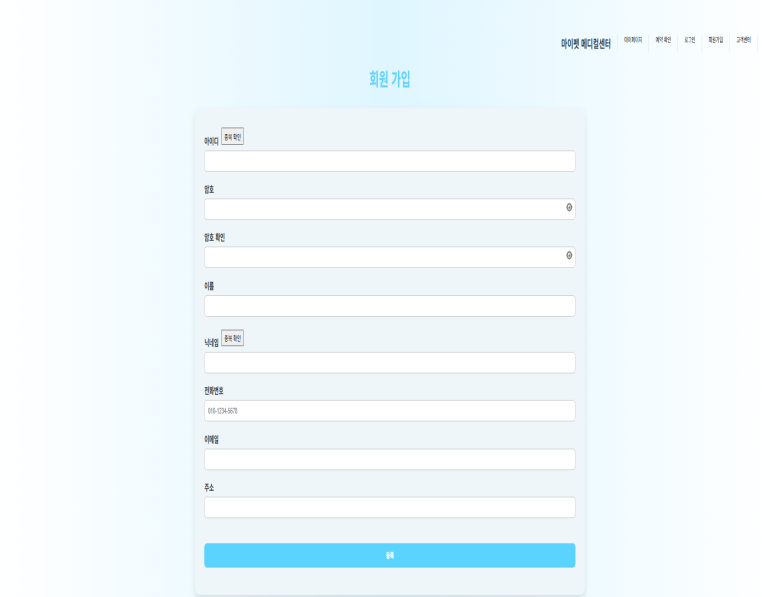 마이펫 메디컬센터 마이페이지 예약 확인 로그인 회원가입 고객센터
회원 가입
아이디 중복 확인
암호
암호 확인
이름
닉네임 중복 확인
전화번호
010-1234-5678
이메일
주소
등록